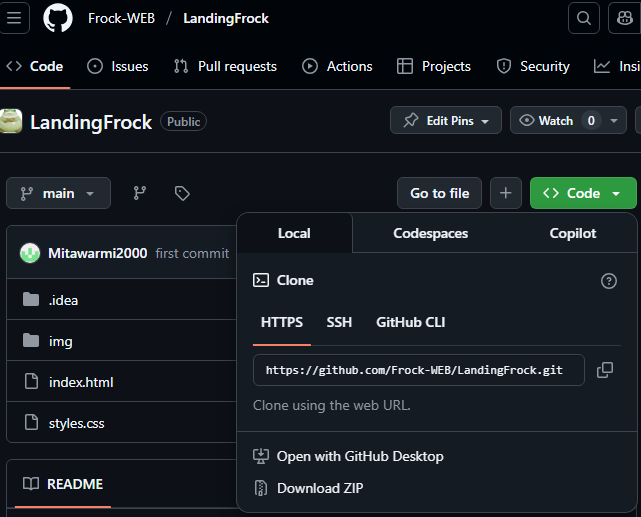 Frock-WEB / LandingFrock
<> Code Issues Pull requests Actions Projects Security Insi
LandingFrock Public Edit Pins Watch 0
main Go to file + <> Code
Local Codespaces Copilot
Mitawarmi2000 first commit
Clone
.idea
HTTPS SSH GitHub CLI
img
https://github.com/Frock-WEB/LandingFrock.git
index.html
Clone using the web URL.
styles.css
Open with GitHub Desktop
README
Download ZIP